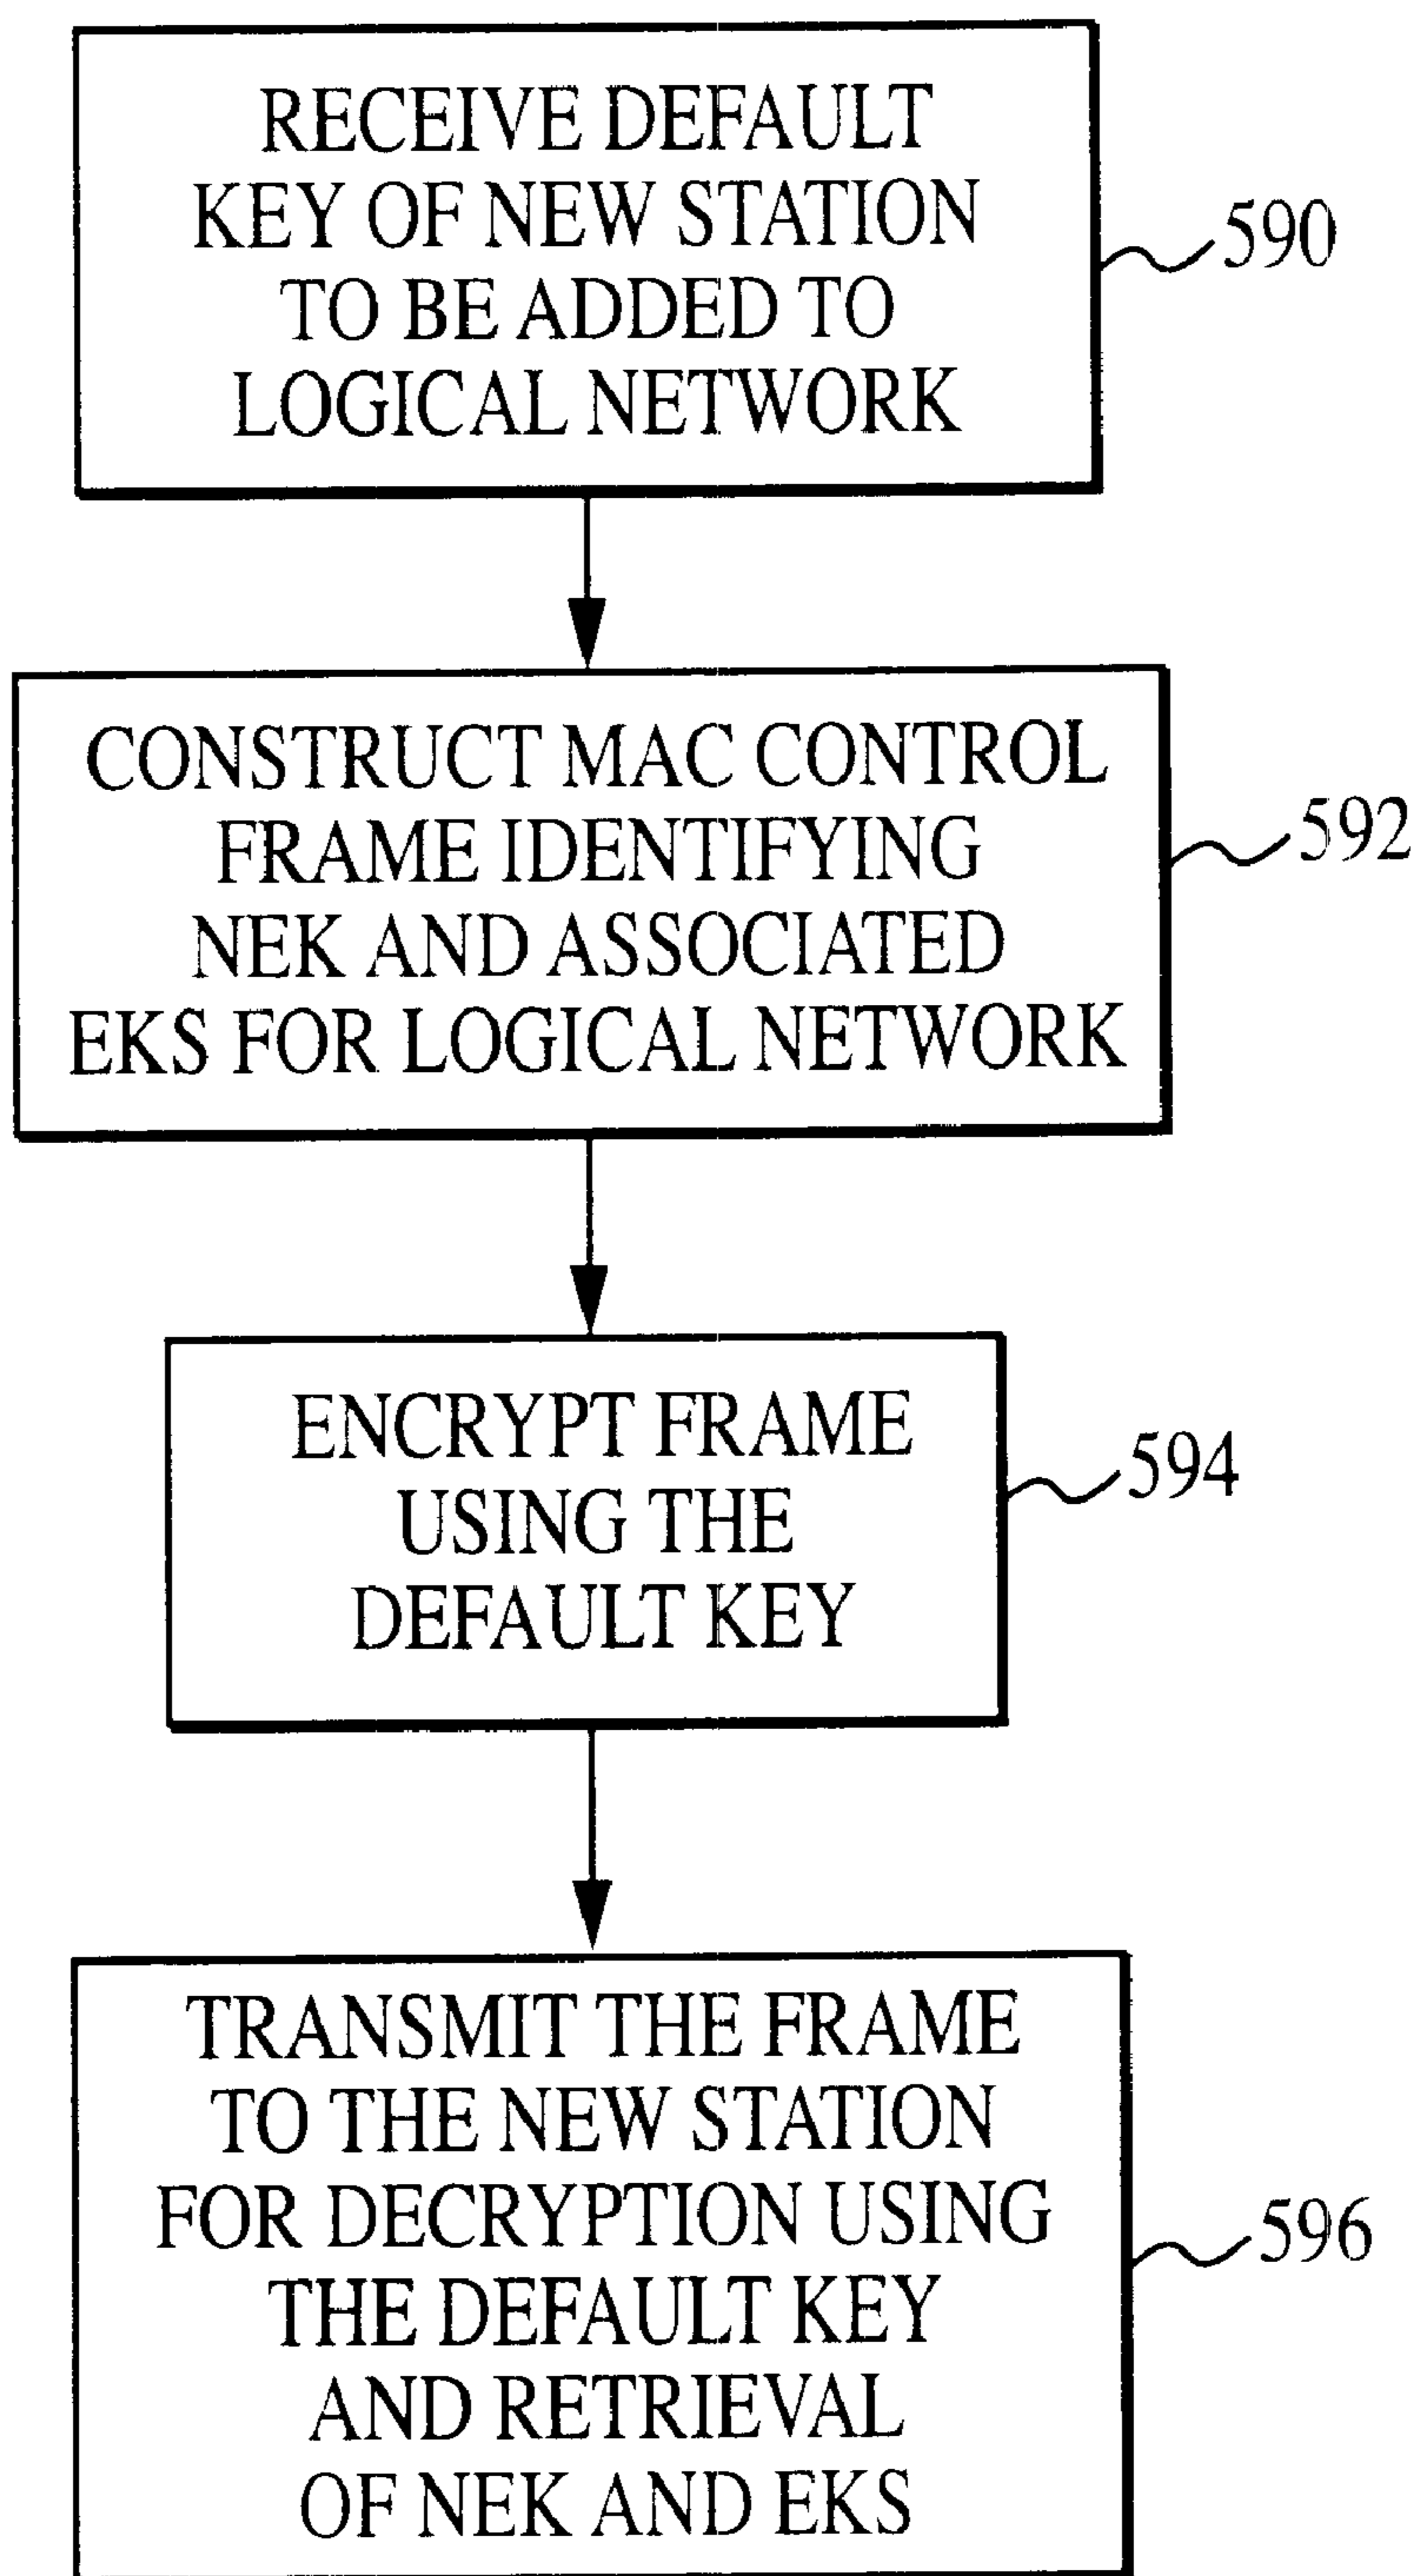 RECEIVE DEFAULT
KEY OF NEW STATION
TO BE ADDED TO
LOGICAL NETWORK
590
CONSTRUCT MAC CONTROL
FRAME IDENTIFYING
NEK AND ASSOCIATED
EKS FOR LOGICAL NETWORK
592
ENCRYPT FRAME
USING THE
DEFAULT KEY
594
TRANSMIT THE FRAME
TO THE NEW STATION
FOR DECRYPTION USING
THE DEFAULT KEY
AND RETRIEVAL
OF NEK AND EKS
596